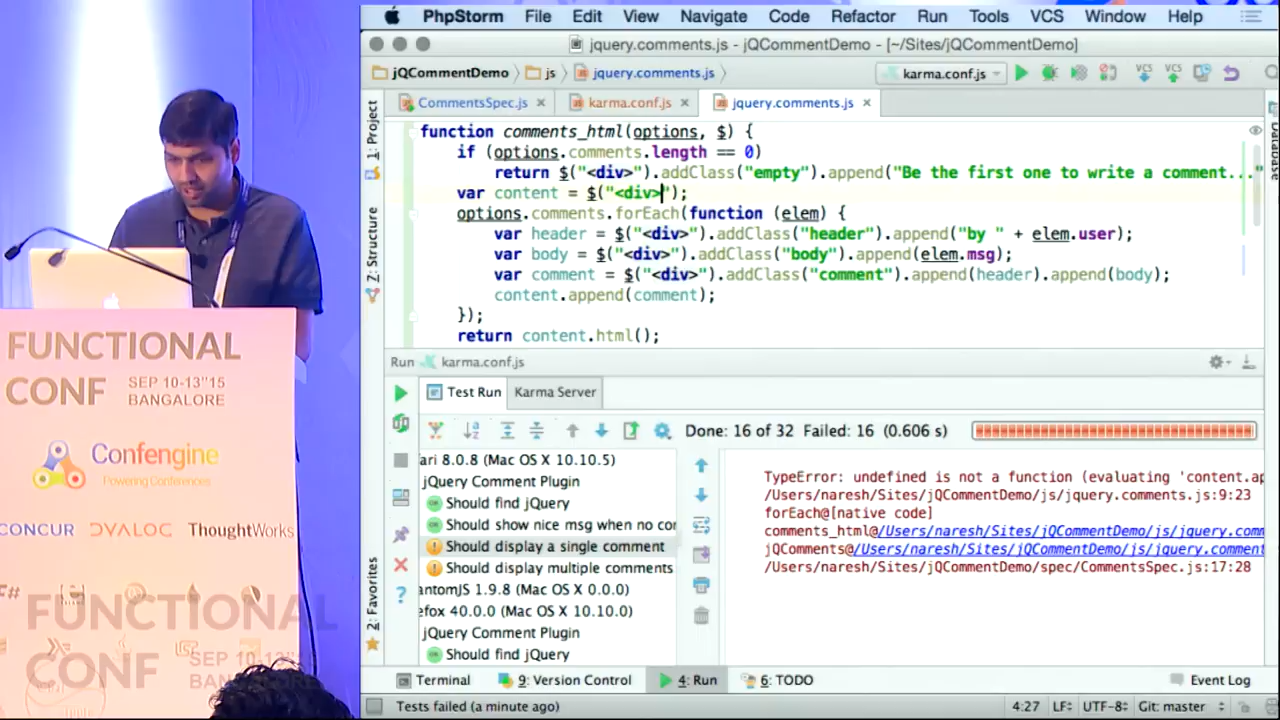 PhpStorm File Edit View Navigate Code Refactor Run Tools VCS Window Help
jquery.comments.js - jQCommentDemo - [~/Sites/jQCommentDemo]
jQCommentDemo js jquery.comments.js karma.conf.js VCS VCS
CommentsSpec.js karma.conf.js jquery.comments.js
1: Project
Z: Structure
2: Favorites
Database
function comments_html(options, $) {
if (options.comments.length == 0)
return $("<div>").addClass("empty").append("Be the first one to write a comment..."
var content = $("<div>");
options.comments.forEach(function (elem) {
var header = $("<div>").addClass("header").append("by " + elem.user);
var body = $("<div>").addClass("body").append(elem.msg);
var comment = $("<div>").addClass("comment").append(header).append(body);
content.append(comment);
});
return content.html();
Run karma.conf.js
Test Run Karma Server
Done: 16 of 32 Failed: 16 (0.606 s)
ari 8.0.8 (Mac OS X 10.10.5)
jQuery Comment Plugin
Should find jQuery
Should show nice msg when no cor
Should display a single comment
Should display multiple comments
antomJS 1.9.8 (Mac OS X 0.0.0)
efox 40.0.0 (Mac OS X 10.10.0)
jQuery Comment Plugin
Should find jQuery
TypeError: undefined is not a function (evaluating 'content.ap
/Users/naresh/Sites/jQCommentDemo/js/jquery.comments.js:9:23
forEach@[native code]
comments_html@/Users/naresh/Sites/jQCommentDemo/js/jquery.comm
jQComments@/Users/naresh/Sites/jQCommentDemo/js/jquery.comment
/Users/naresh/Sites/jQCommentDemo/spec/CommentsSpec.js:17:28
Terminal 9: Version Control 4: Run 6: TODO Event Log
Tests failed (a minute ago) 4:27 LF÷ UTF-8÷ Git: master
FUNCTIONAL
CONF SEP 10-13"15
BANGALORE
Confengine
Powering Conferences
CONCUR DYALOC ThoughtWorks
F#
FUNCTIONAL
CONF SEP 10-13"1